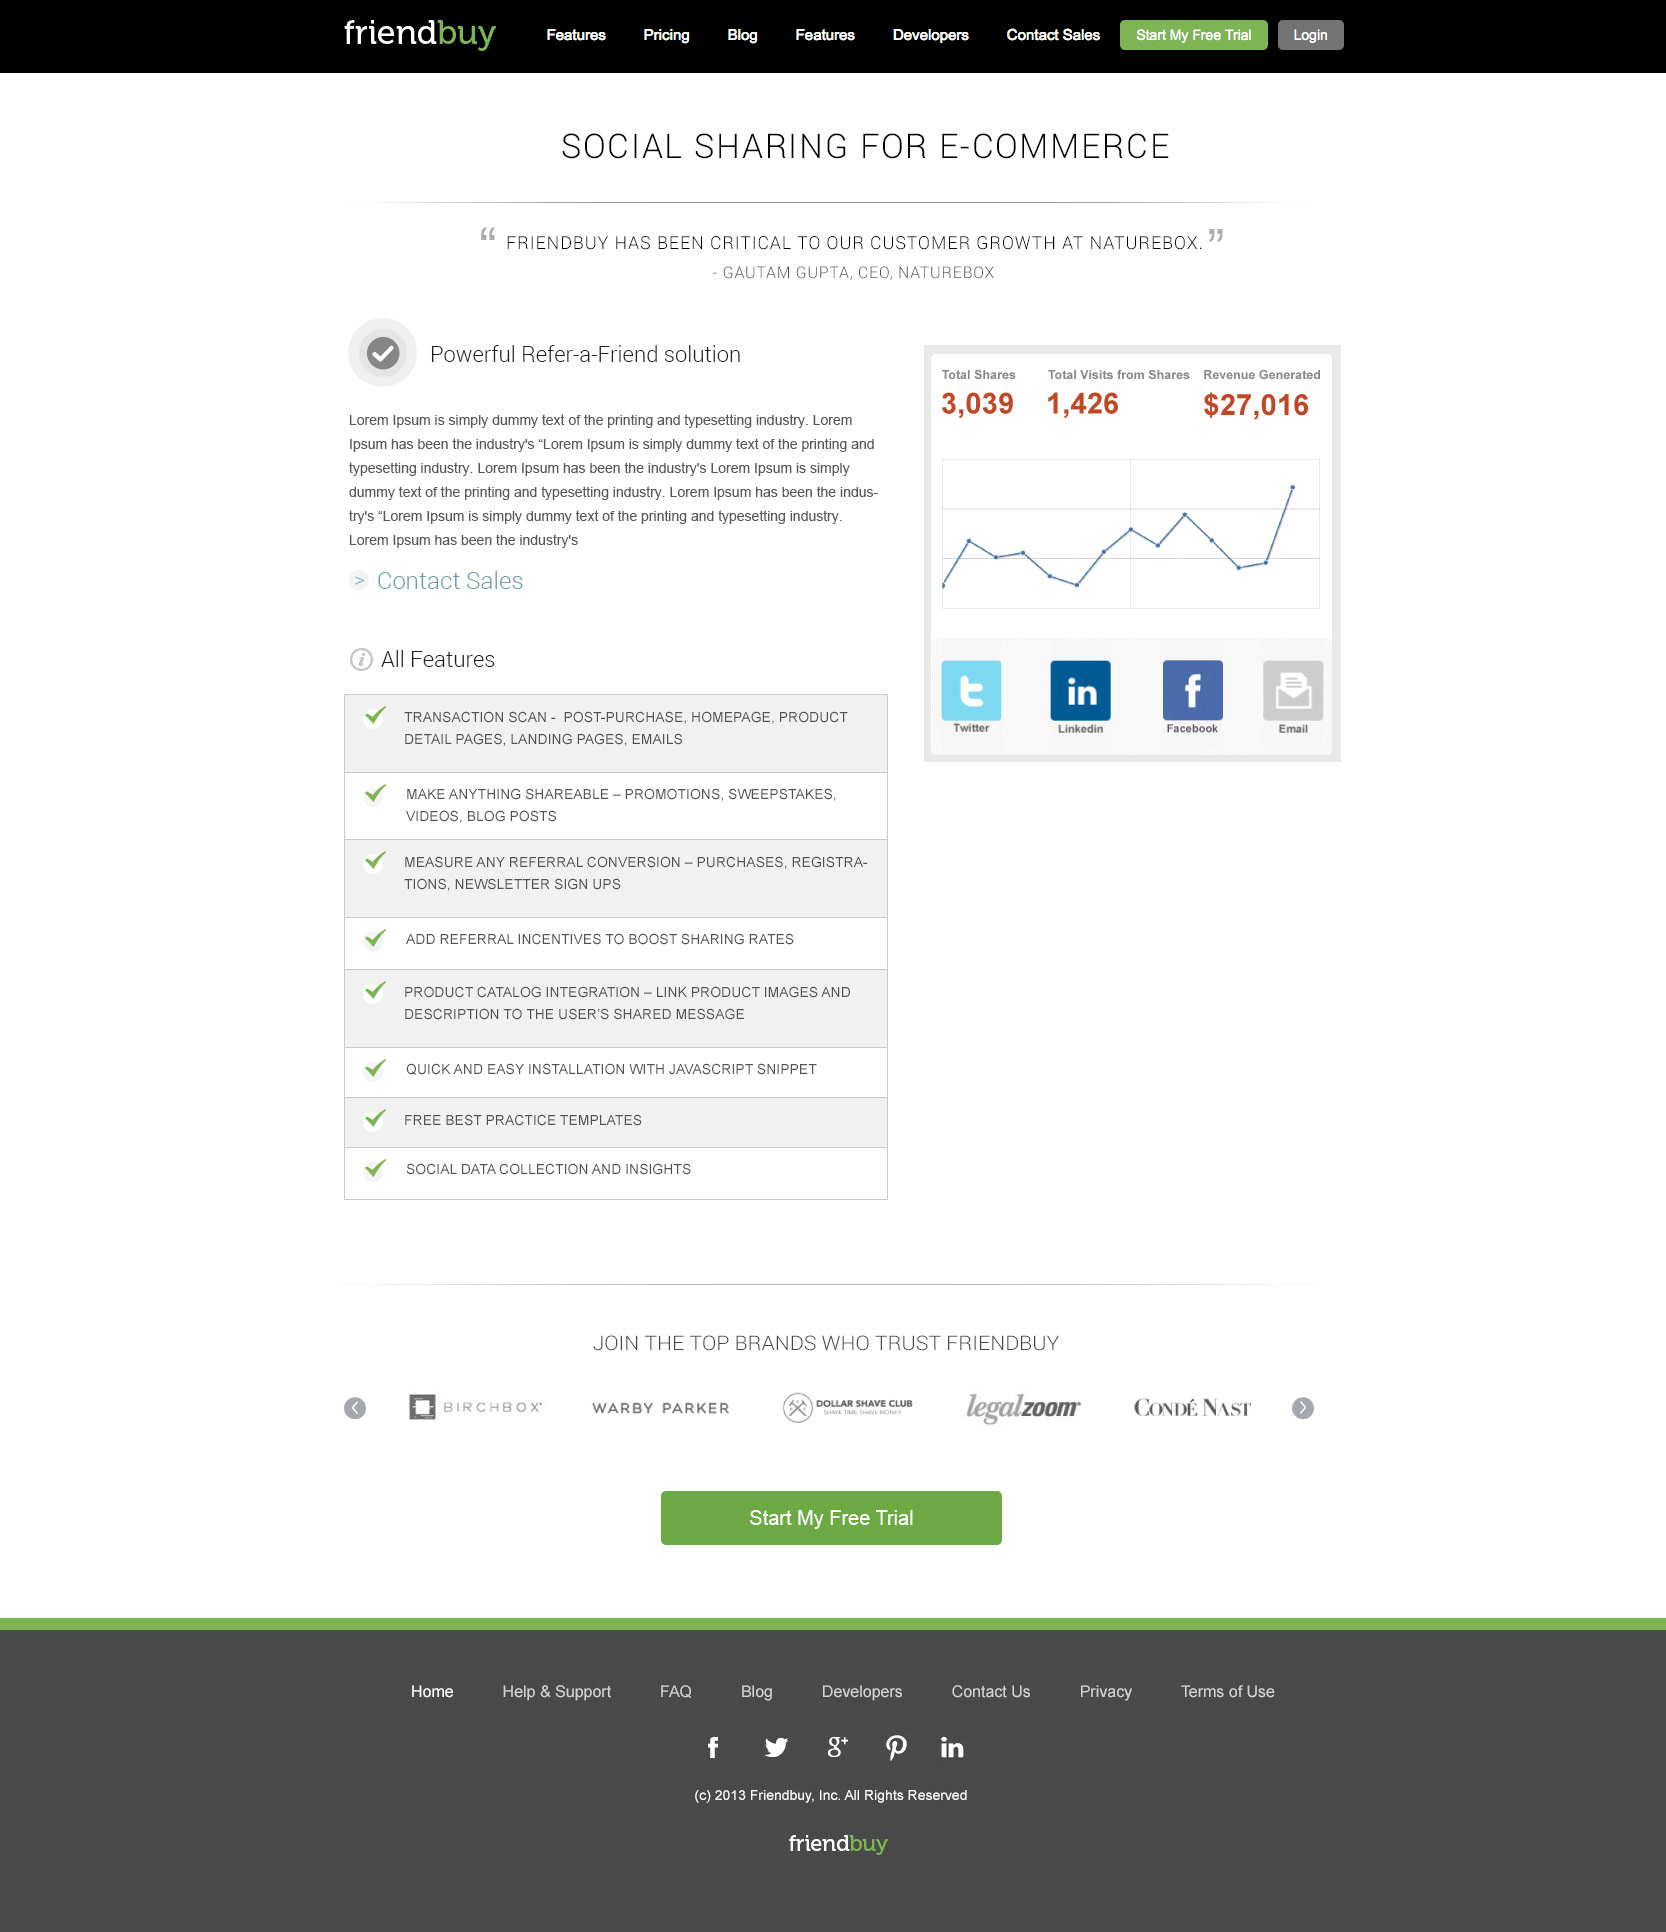 friendbuy
Features Pricing Blog Features Developers Contact Sales Start My Free Trial Login
SOCIAL SHARING FOR E-COMMERCE
“ FRIENDBUY HAS BEEN CRITICAL TO OUR CUSTOMER GROWTH AT NATUREBOX. ”
- GAUTAM GUPTA, CEO, NATUREBOX
Powerful Refer-a-Friend solution
Lorem Ipsum is simply dummy text of the printing and typesetting industry. Lorem
Ipsum has been the industry's “Lorem Ipsum is simply dummy text of the printing and
typesetting industry. Lorem Ipsum has been the industry's Lorem Ipsum is simply
dummy text of the printing and typesetting industry. Lorem Ipsum has been the indus-
try's “Lorem Ipsum is simply dummy text of the printing and typesetting industry.
Lorem Ipsum has been the industry's
> Contact Sales
Total Shares Total Visits from Shares Revenue Generated
3,039 1,426 $27,016
Twitter Linkedin Facebook Email
All Features
TRANSACTION SCAN - POST-PURCHASE, HOMEPAGE, PRODUCT
DETAIL PAGES, LANDING PAGES, EMAILS
MAKE ANYTHING SHAREABLE – PROMOTIONS, SWEEPSTAKES,
VIDEOS, BLOG POSTS
MEASURE ANY REFERRAL CONVERSION – PURCHASES, REGISTRA-
TIONS, NEWSLETTER SIGN UPS
ADD REFERRAL INCENTIVES TO BOOST SHARING RATES
PRODUCT CATALOG INTEGRATION – LINK PRODUCT IMAGES AND
DESCRIPTION TO THE USER’S SHARED MESSAGE
QUICK AND EASY INSTALLATION WITH JAVASCRIPT SNIPPET
FREE BEST PRACTICE TEMPLATES
SOCIAL DATA COLLECTION AND INSIGHTS
JOIN THE TOP BRANDS WHO TRUST FRIENDBUY
BIRCHBOX WARBY PARKER DOLLAR SHAVE CLUB legalzoom CONDÉ NAST
SHAVE TIME. SHAVE MONEY.
Start My Free Trial
Home Help & Support FAQ Blog Developers Contact Us Privacy Terms of Use
(c) 2013 Friendbuy, Inc. All Rights Reserved
friendbuy